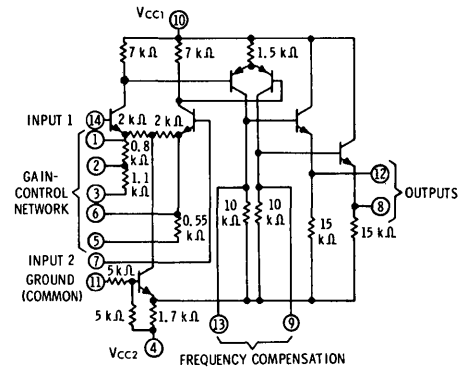 VCC1
10
7 kΩ
7 kΩ
1.5 kΩ
INPUT 1
14
2 kΩ
2 kΩ
1
0.8 kΩ
2
1.1 kΩ
GAIN-CONTROL NETWORK
3
12
OUTPUTS
8
6
0.55 kΩ
10 kΩ
10 kΩ
15 kΩ
15 kΩ
5
INPUT 2
7
GROUND (COMMON)
11
5 kΩ
5 kΩ
1.7 kΩ
13
9
VCC2
4
FREQUENCY COMPENSATION